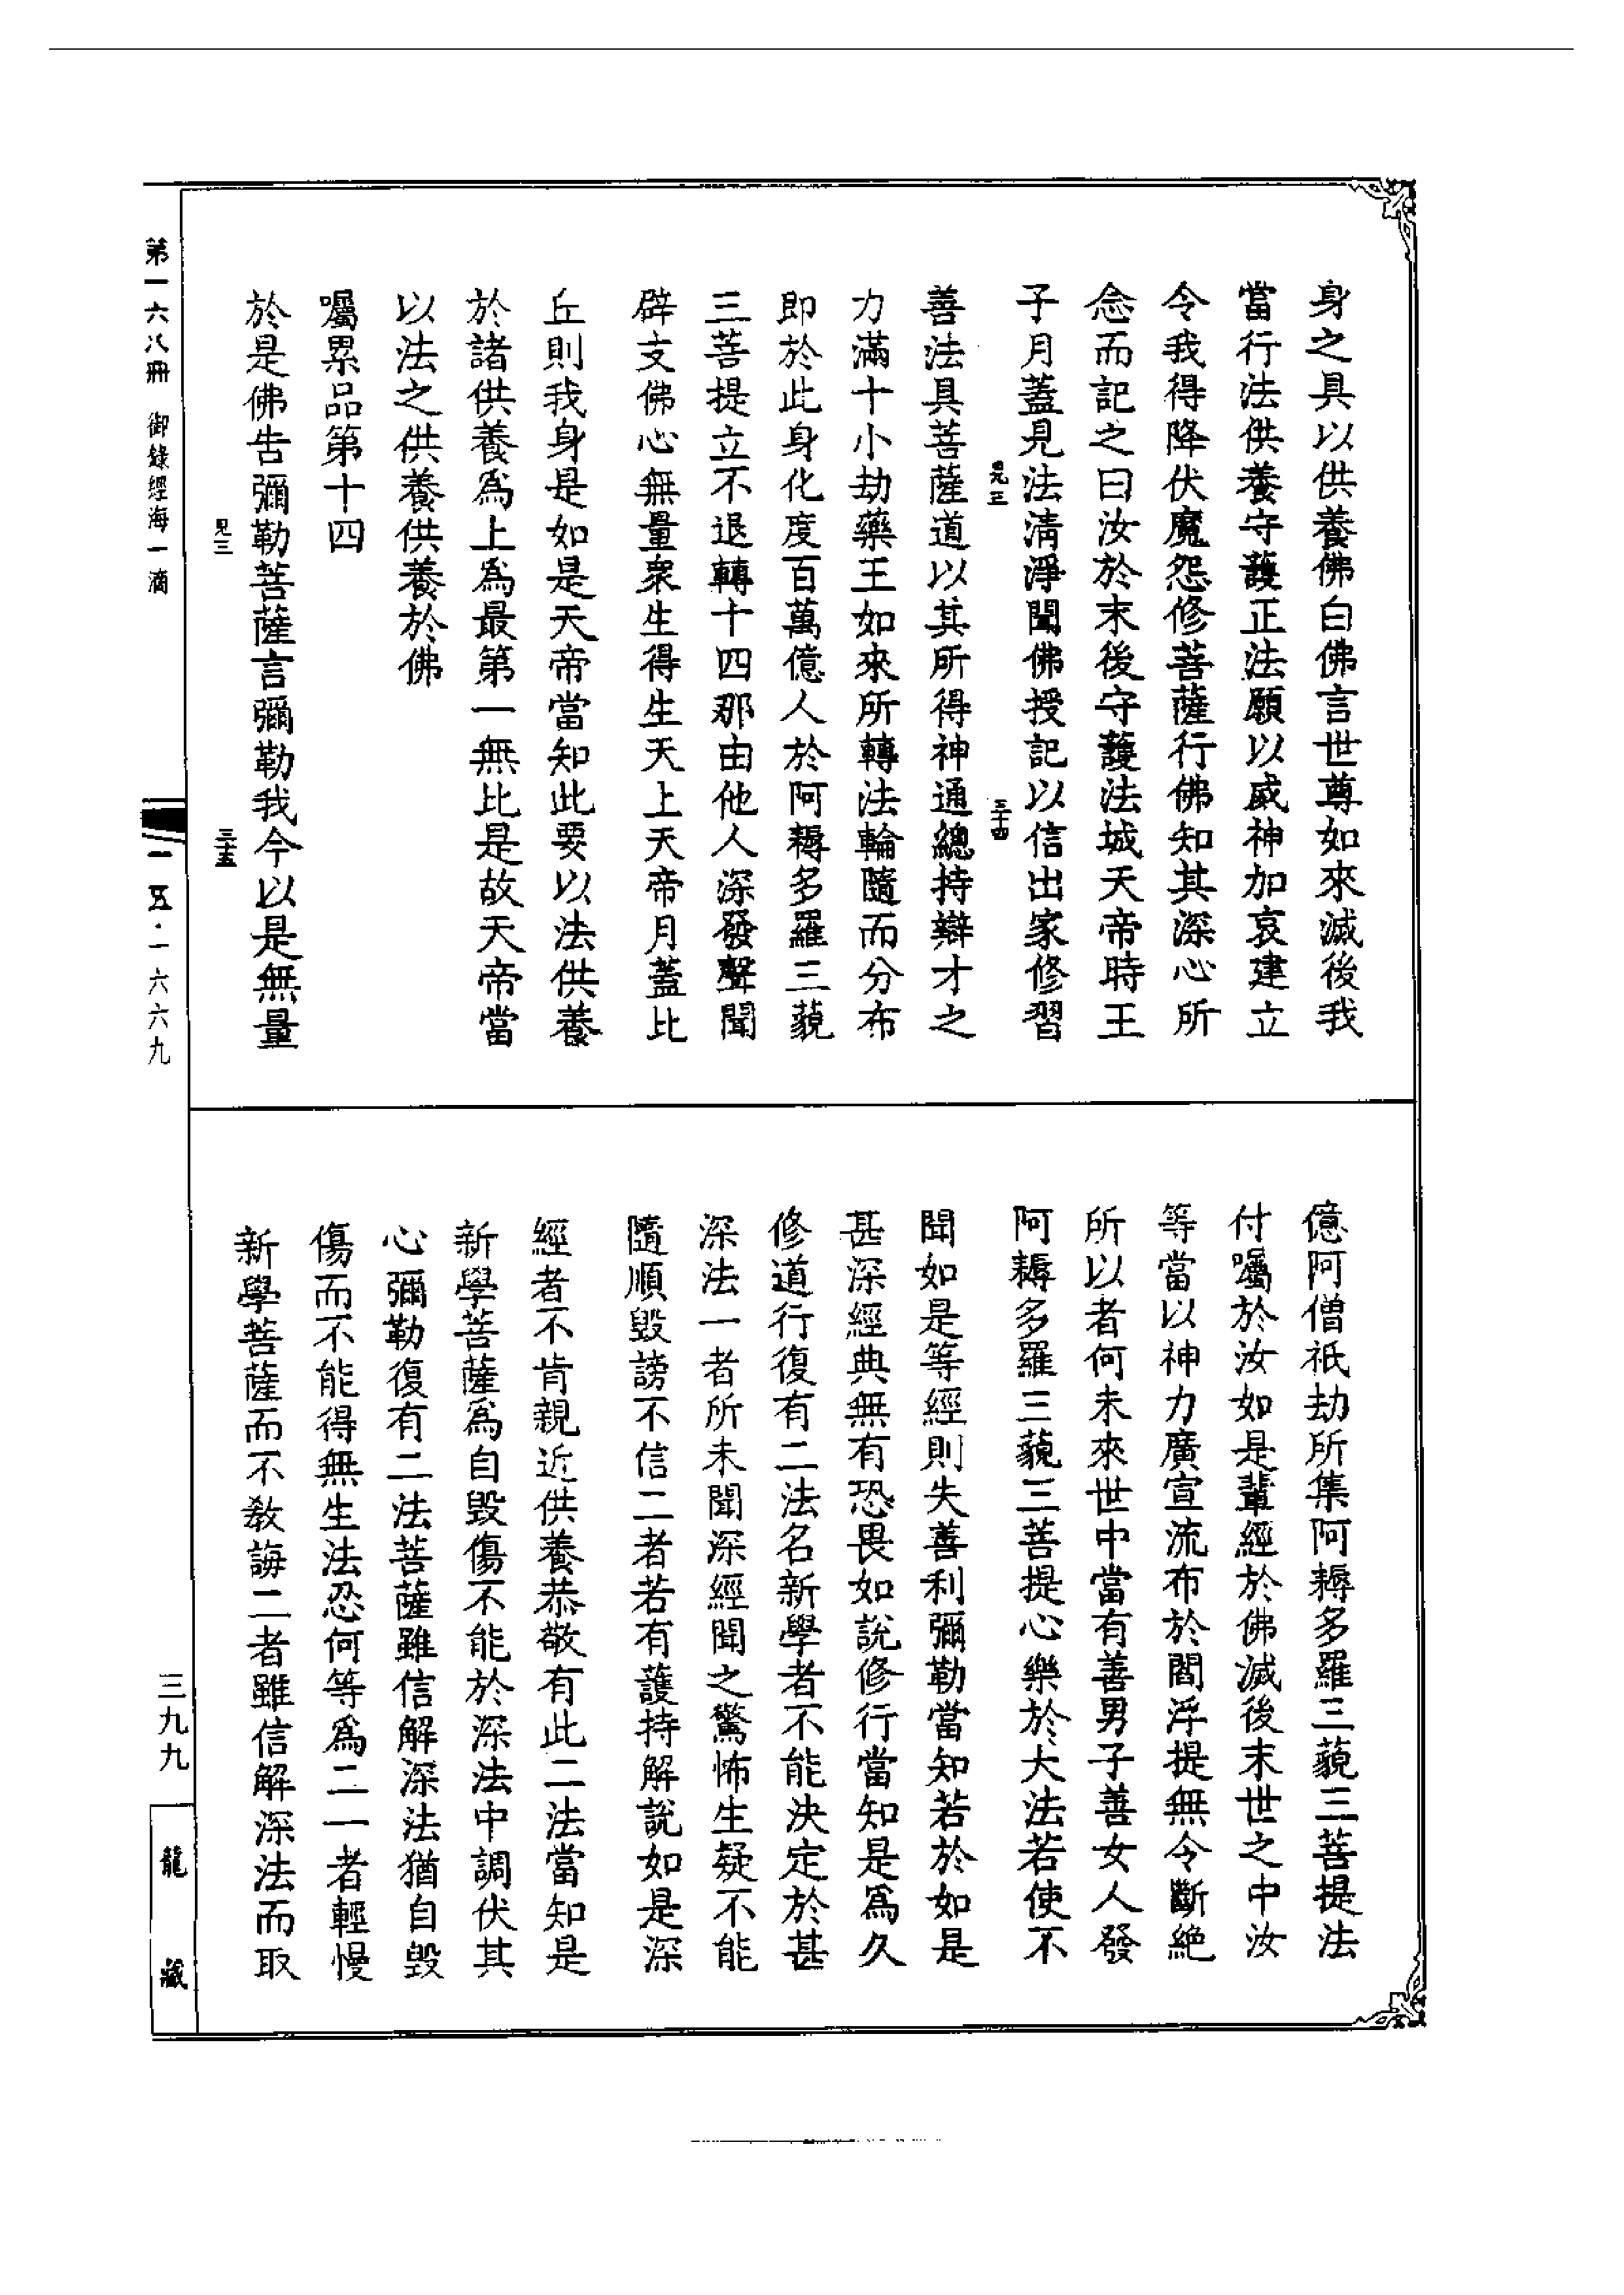 身之具以供養佛白佛言世尊如來滅後我
當行法供養守護正法願以威神加哀建立
令我得降伏魔怨修菩薩行佛知其深心所
念而記之曰汝於末後守護法城天帝時王
子月蓋見法清淨聞佛授記以信出家修習
見三
三十四
善法具菩薩道以其所得神通總持辯才之
力滿十小劫藥王如來所轉法輪隨而分布
即於此身化度百萬億人於阿耨多羅三藐
三菩提立不退轉十四那由他人深發聲聞
辟支佛心無量衆生得生天上天帝月蓋比
丘則我身是如是天帝當知此要以法供養
於諸供養爲上爲最第一無比是故天帝當
以法之供養供養於佛
囑累品第十四
於是佛告彌勒菩薩言彌勒我今以是無量
見三
三十五
億阿僧祇劫所集阿耨多羅三藐三菩提法
付囑於汝如是輩經於佛滅後末世之中汝
等當以神力廣宣流布於閻浮提無令斷絶
所以者何未來世中當有善男子善女人發
阿耨多羅三藐三菩提心樂於大法若使不
聞如是等經則失善利彌勒當知若於如是
甚深經典無有恐畏如說修行當知是爲久
修道行復有二法名新學者不能決定於甚
深法一者所未聞深經聞之驚怖生疑不能
隨順毀謗不信二者若有護持解說如是深
經者不肯親近供養恭敬有此二法當知是
新學菩薩爲自毀傷不能於深法中調伏其
心彌勒復有二法菩薩雖信解深法猶自毀
傷而不能得無生法忍何等爲二一者輕慢
新學菩薩而不教誨二者雖信解深法而取
第一六八冊 御錄經海一滴
一一五·一六六九
三九九
龍藏